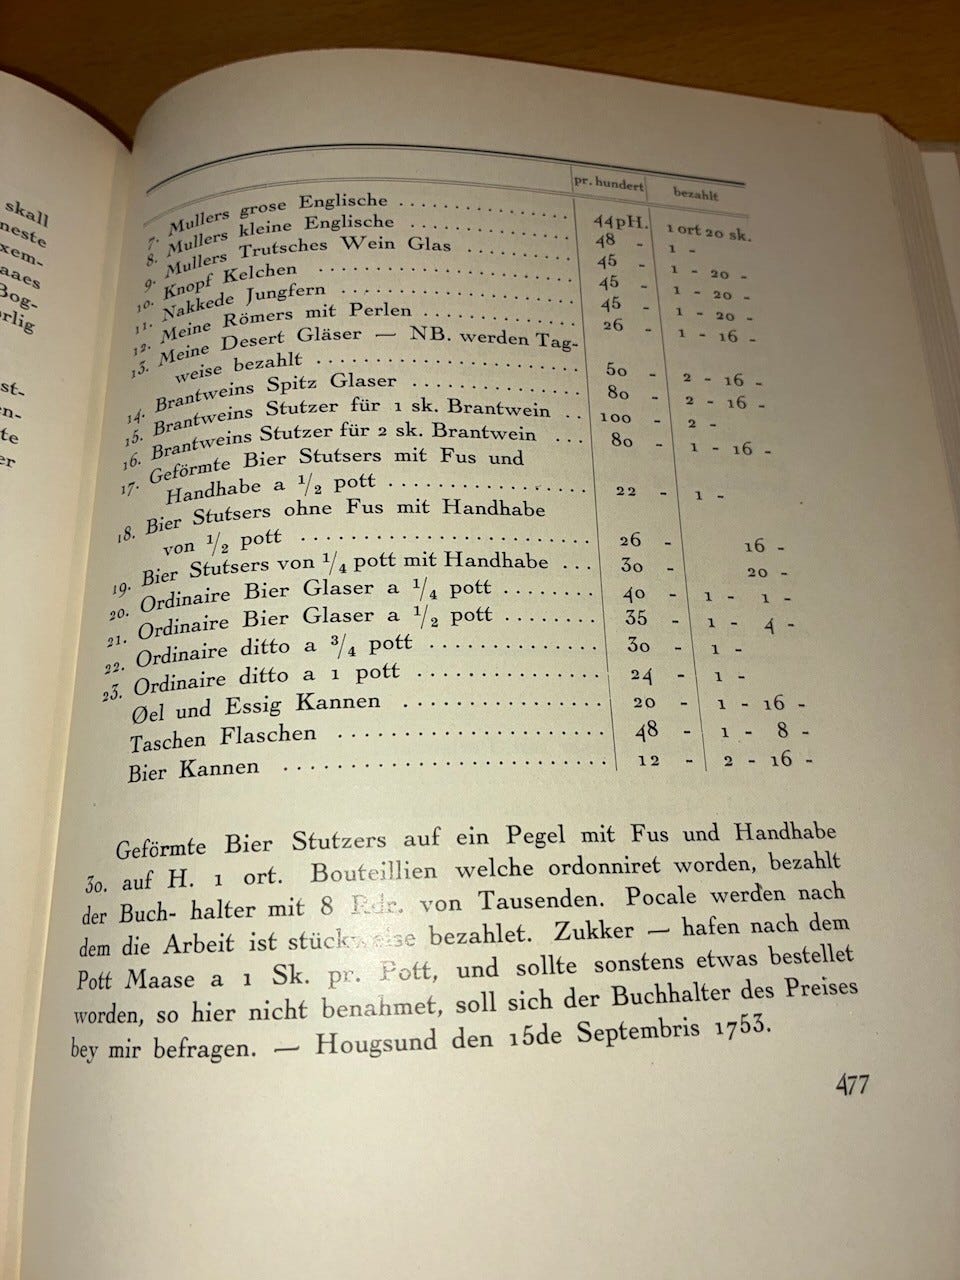 skall
neste
xem-
aaes
Bog-
rlig
st-
n-
te
er
pr. hundert bezahlt
7. Mullers grose Englische . . . . . . . . . . . . 44pH. 1 ort 20 sk.
8. Mullers kleine Englische . . . . . . . . . . . 48 - 1 -
9. Mullers Trutsches Wein Glas . . . . . . . 45 - 1 - 20 -
10. Knopf Kelchen . . . . . . . . . . . . . . . . . . 45 - 1 - 20 -
11. Nakkede Jungfern . . . . . . . . . . . . . . . . 45 - 1 - 20 -
12. Meine Römers mit Perlen . . . . . . . . . . . 26 - 1 - 16 -
13. Meine Desert Gläser — NB. werden Tag-
weise bezahlt . . . . . . . . . . . . . . . . . . 50 - 2 - 16 -
14. Brantweins Spitz Glaser . . . . . . . . . . . . 80 - 2 - 16 -
15. Brantweins Stutzer für 1 sk. Brantwein . . 100 - 2 -
16. Brantweins Stutzer für 2 sk. Brantwein . . . 80 - 1 - 16 -
17. Geförmte Bier Stutsers mit Fus und
Handhabe a 1/2 pott . . . . . . . . . . . . . . 22 - 1 -
18. Bier Stutsers ohne Fus mit Handhabe
von 1/2 pott . . . . . . . . . . . . . . . . . . . . 26 - 16 -
19. Bier Stutsers von 1/4 pott mit Handhabe . . . 30 - 20 -
20. Ordinaire Bier Glaser a 1/4 pott . . . . . . . . 40 - 1 - 1 -
21. Ordinaire Bier Glaser a 1/2 pott . . . . . . . . 35 - 1 - 4 -
22. Ordinaire ditto a 3/4 pott . . . . . . . . . . . . 30 - 1 -
23. Ordinaire ditto a 1 pott . . . . . . . . . . . . . 24 - 1 -
Øel und Essig Kannen . . . . . . . . . . . . . . 20 - 1 - 16 -
Taschen Flaschen . . . . . . . . . . . . . . . . . . 48 - 1 - 8 -
Bier Kannen . . . . . . . . . . . . . . . . . . . . . . 12 - 2 - 16 -
Geförmte Bier Stutzers auf ein Pegel mit Fus und Handhabe
30. auf H. 1 ort. Bouteillien welche ordonniret worden, bezahlt
der Buch- halter mit 8 Rdr. von Tausenden. Pocale werden nach
dem die Arbeit ist stückweise bezahlet. Zukker — hafen nach dem
Pott Maase a 1 Sk. pr. Pott, und sollte sonstens etwas bestellet
worden, so hier nicht benahmet, soll sich der Buchhalter des Preises
bey mir befragen. — Hougsund den 15de Septembris 1753.
477